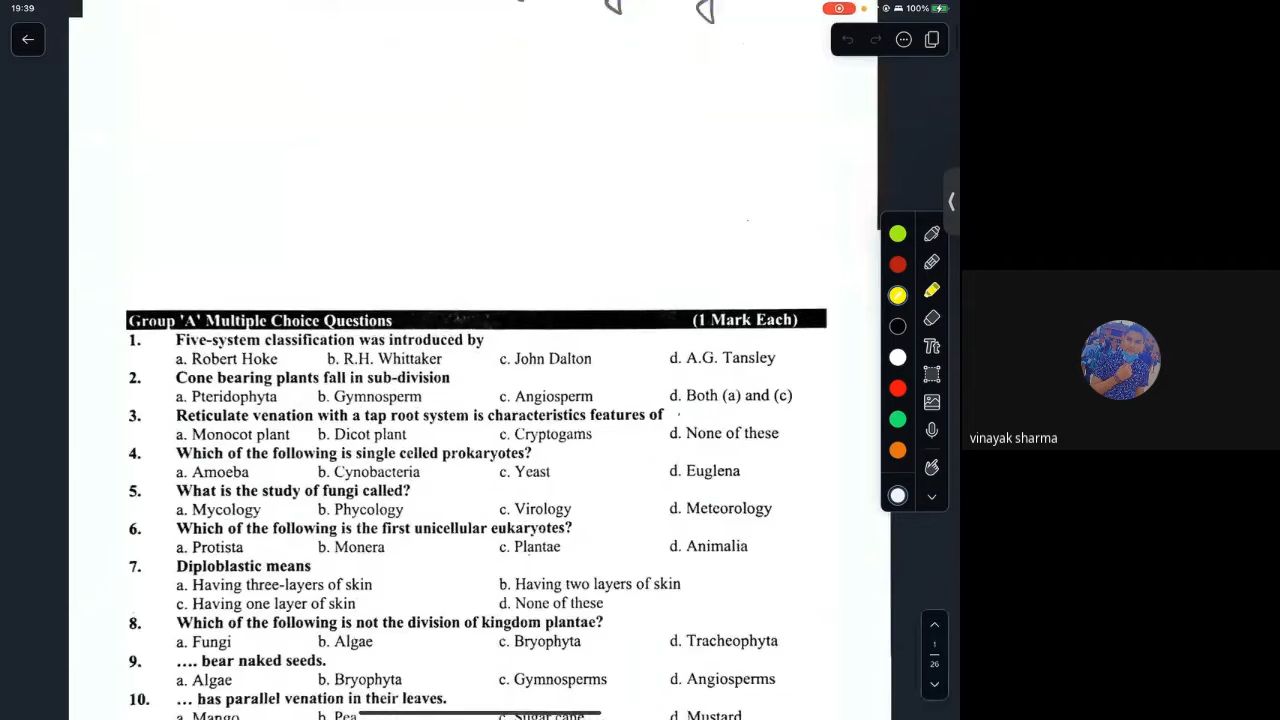 19:39
100%
Group 'A' Multiple Choice Questions (1 Mark Each)
1. Five-system classification was introduced by
a. Robert Hoke b. R.H. Whittaker c. John Dalton d. A.G. Tansley
2. Cone bearing plants fall in sub-division
a. Pteridophyta b. Gymnosperm c. Angiosperm d. Both (a) and (c)
3. Reticulate venation with a tap root system is characteristics features of
a. Monocot plant b. Dicot plant c. Cryptogams d. None of these
4. Which of the following is single celled prokaryotes?
a. Amoeba b. Cynobacteria c. Yeast d. Euglena
5. What is the study of fungi called?
a. Mycology b. Phycology c. Virology d. Meteorology
6. Which of the following is the first unicellular eukaryotes?
a. Protista b. Monera c. Plantae d. Animalia
7. Diploblastic means
a. Having three-layers of skin b. Having two layers of skin
c. Having one layer of skin d. None of these
8. Which of the following is not the division of kingdom plantae?
a. Fungi b. Algae c. Bryophyta d. Tracheophyta
9. .... bear naked seeds.
a. Algae b. Bryophyta c. Gymnosperms d. Angiosperms
10. ... has parallel venation in their leaves.
a. Mango b. Pea c. Sugar cane d. Mustard
Tt
1
26
vinayak sharma